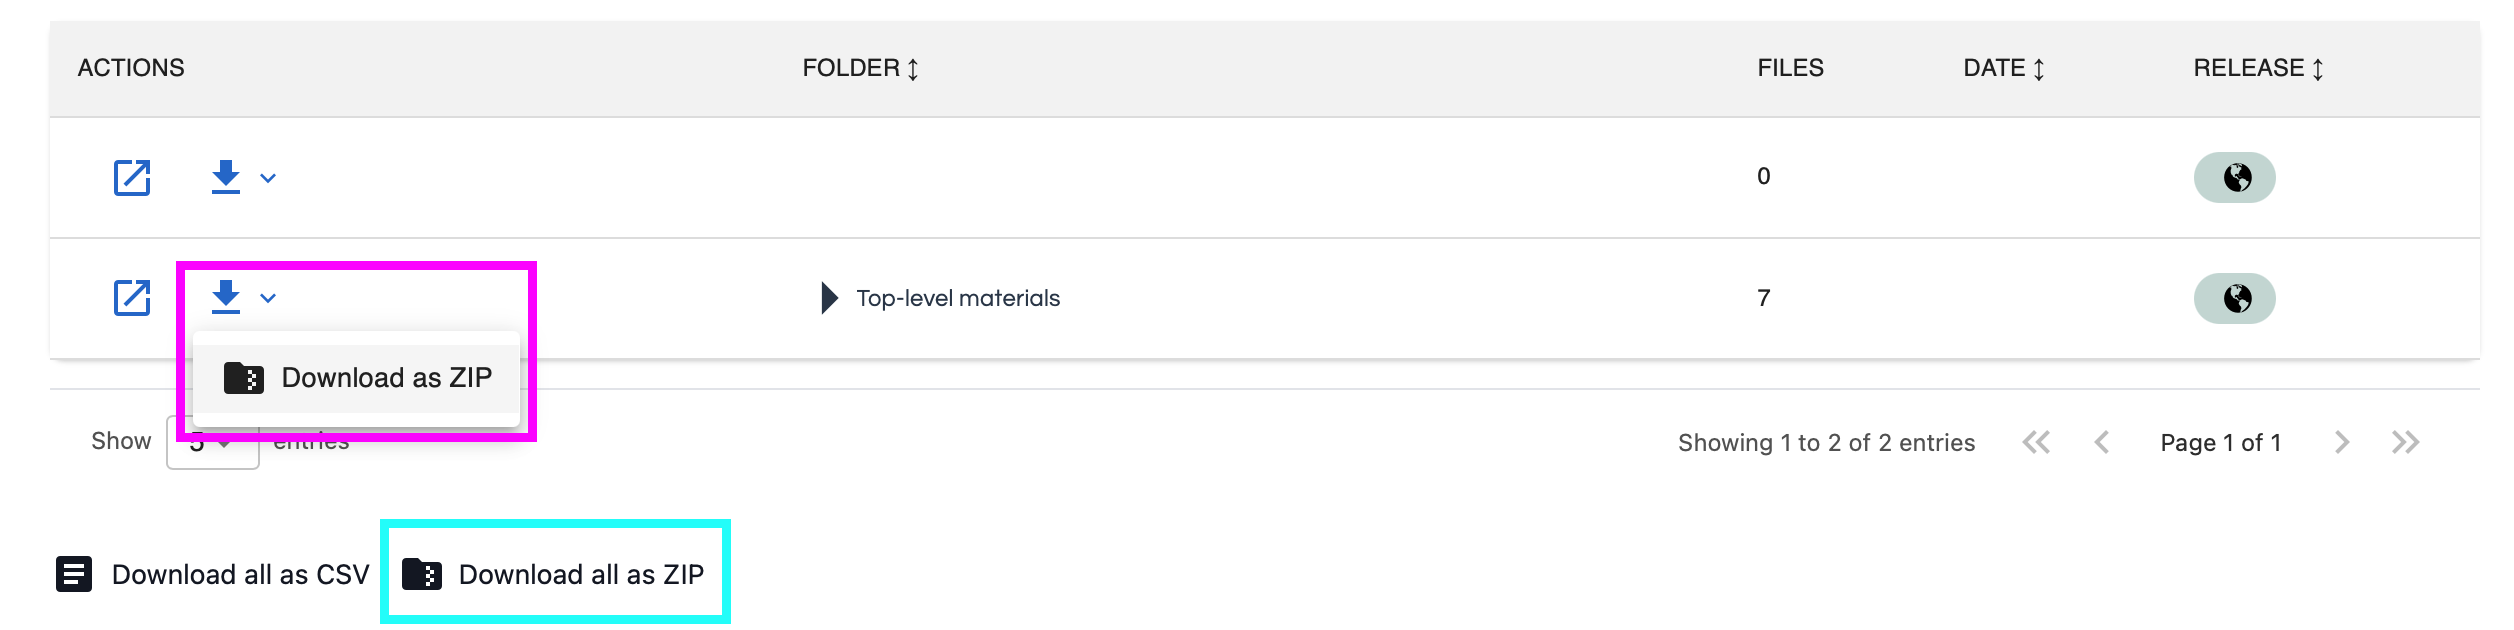 ACTIONS FOLDER FILES DATE RELEASE
0
Top-level materials 7
Download as ZIP
Show 5 entries Showing 1 to 2 of 2 entries Page 1 of 1
Download all as CSV Download all as ZIP